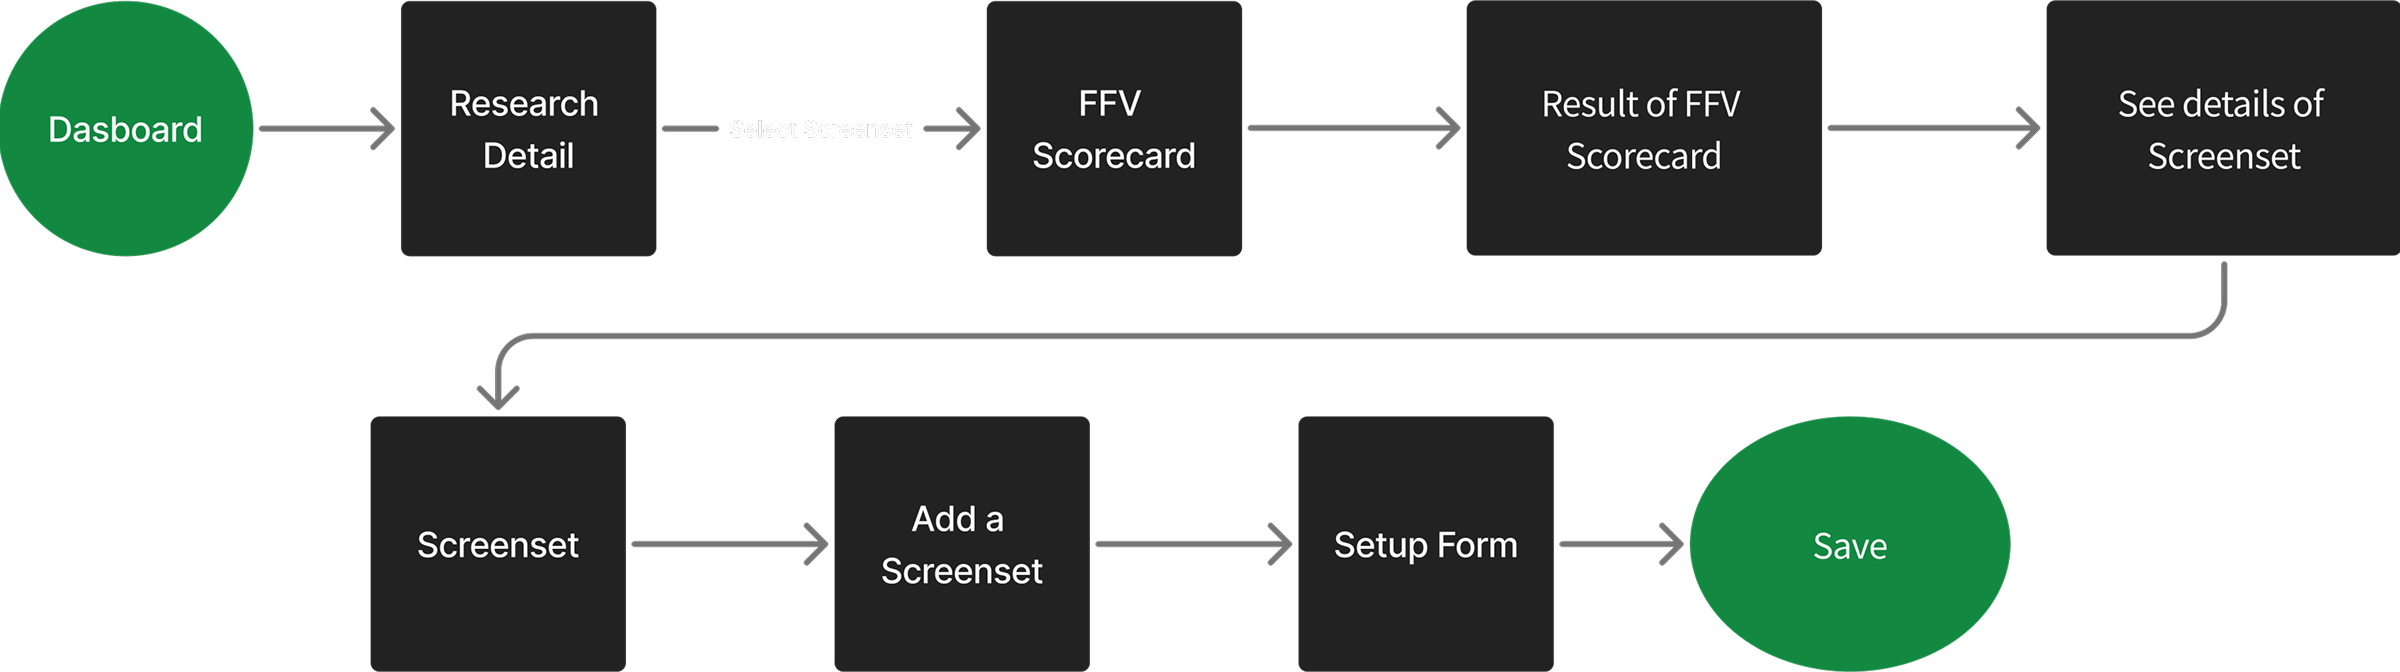 Dasboard
Research
Detail
Select Screenset
FFV
Scorecard
Result of FFV
Scorecard
See details of
Screenset
Screenset
Add a
Screenset
Setup Form
Save